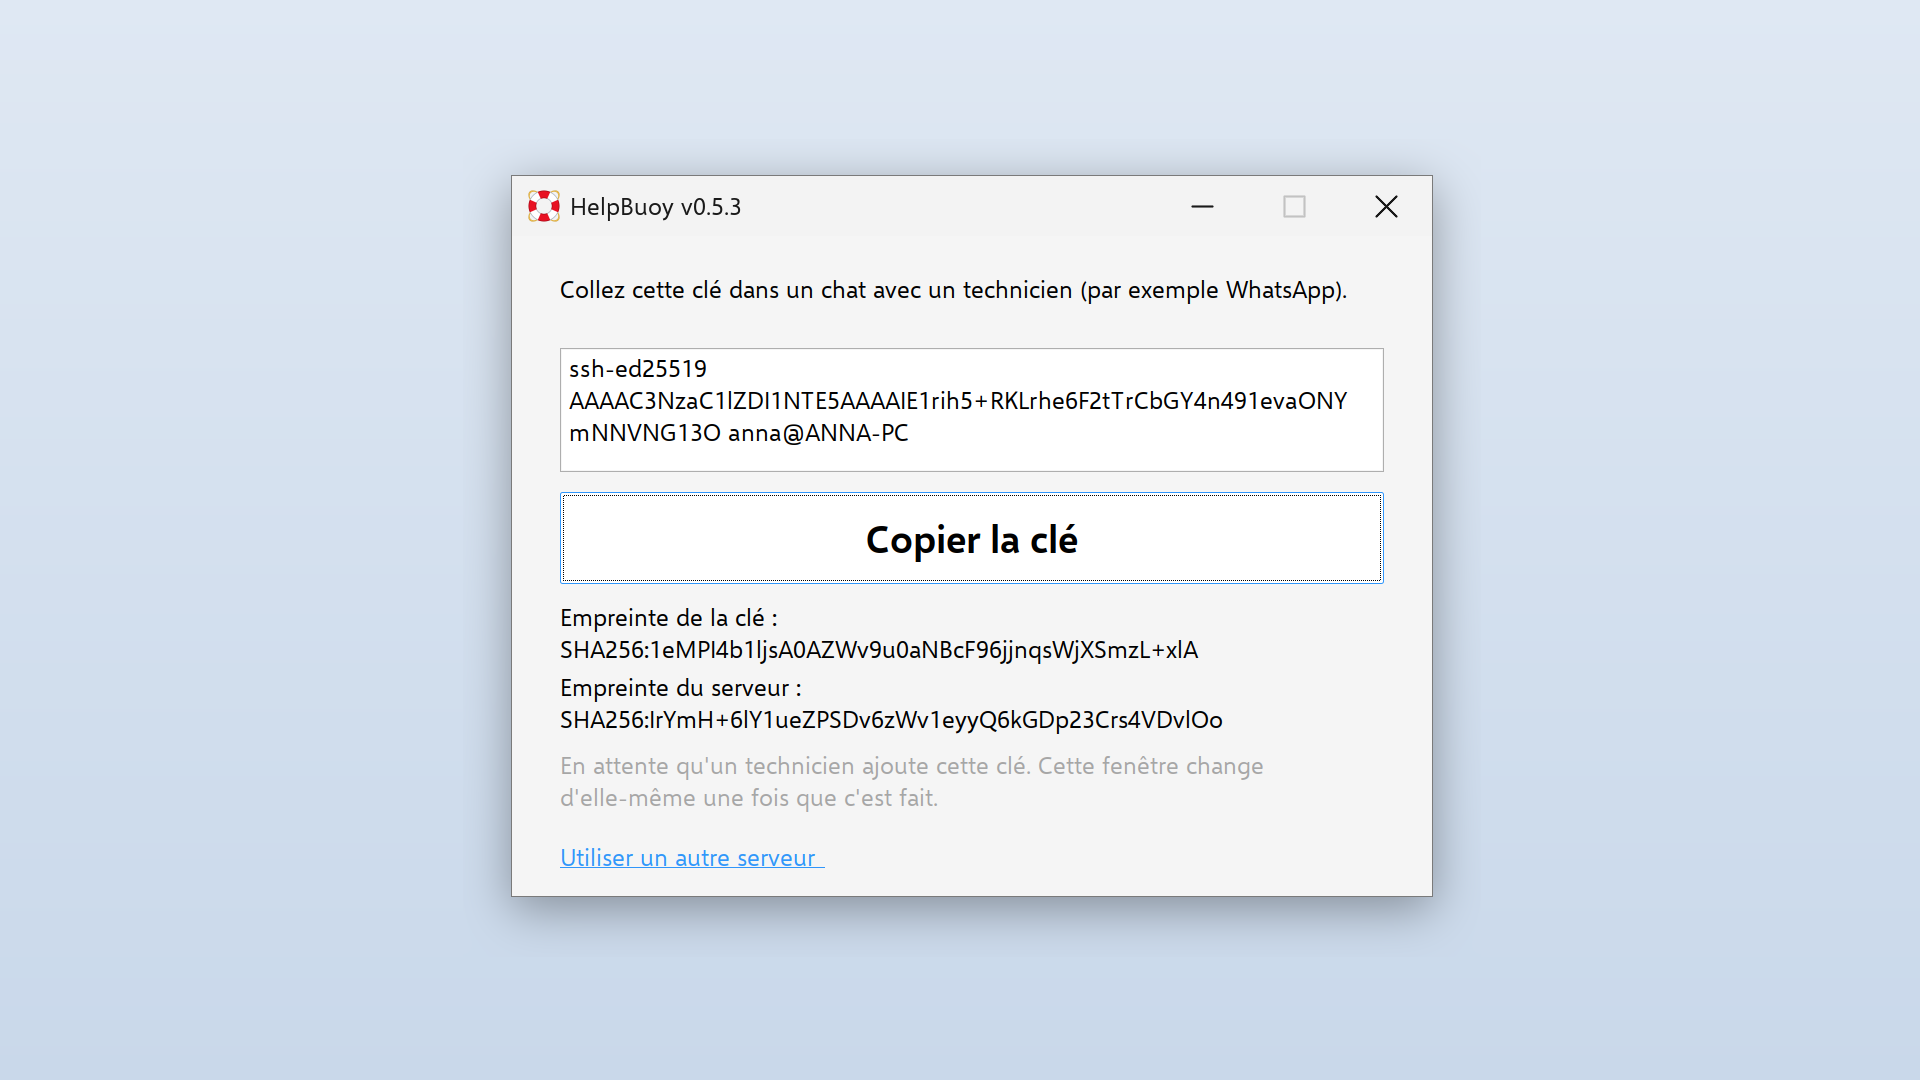 HelpBuoy v0.5.3
Collez cette clé dans un chat avec un technicien (par exemple WhatsApp).
ssh-ed25519
AAAAC3NzaC1lZDI1NTE5AAAAIE1rih5+RKLrhe6F2tTrCbGY4n491evaONY
mNNVNG13O anna@ANNA-PC
Copier la clé
Empreinte de la clé :
SHA256:1eMPI4b1ljsA0AZWv9u0aNBcF96jjnqsWjXSmzL+xlA
Empreinte du serveur :
SHA256:IrYmH+6lY1ueZPSDv6zWv1eyyQ6kGDp23Crs4VDvlOo
En attente qu'un technicien ajoute cette clé. Cette fenêtre change
d'elle-même une fois que c'est fait.
Utiliser un autre serveur